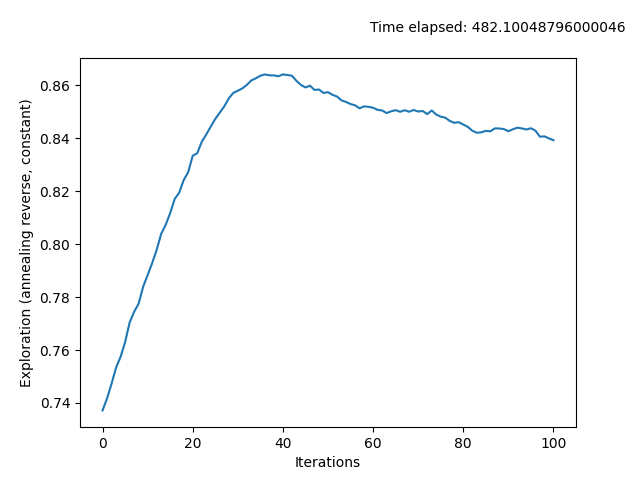 Time elapsed: 482.10048796000046
0.86
0.84
0.82
0.80
0.78
0.76
0.74
Exploration (annealing reverse, constant)
0 20 40 60 80 100
Iterations